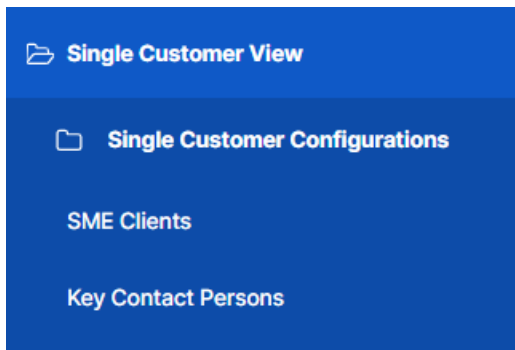 Single Customer View
Single Customer Configurations
SME Clients
Key Contact Persons